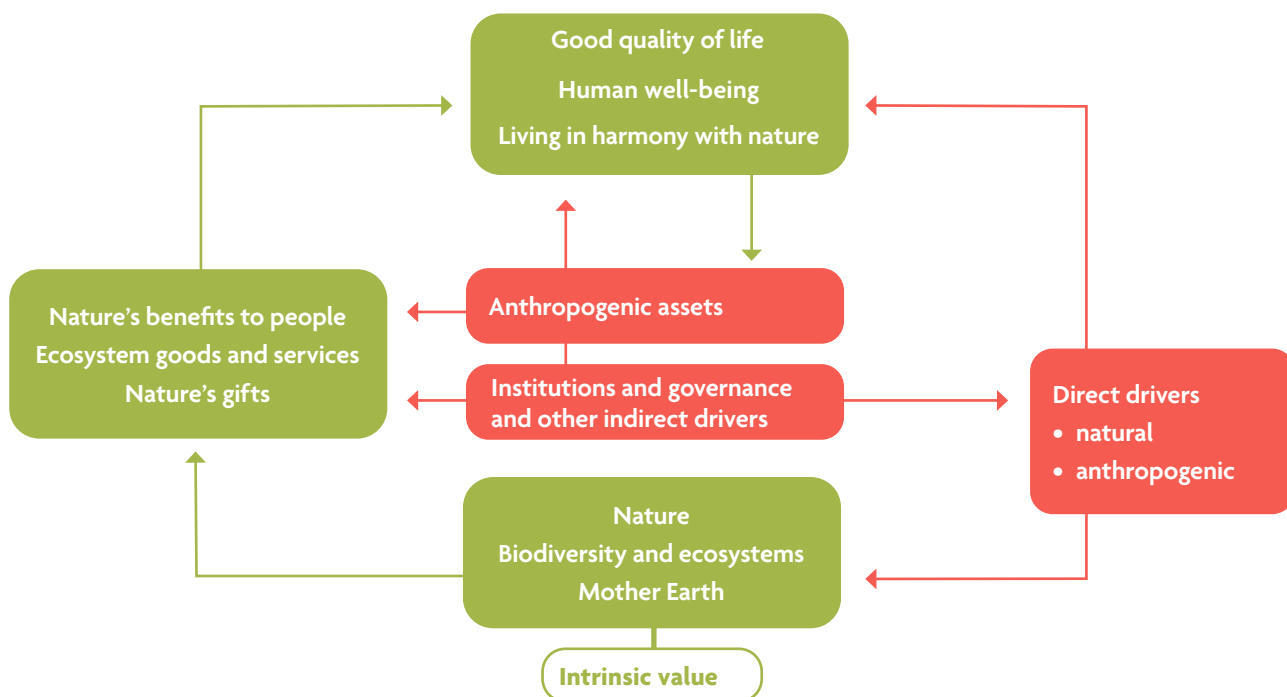 Good quality of life
Human well-being
Living in harmony with nature
Nature’s benefits to people
Ecosystem goods and services
Nature’s gifts
Anthropogenic assets
Institutions and governance
and other indirect drivers
Direct drivers
• natural
• anthropogenic
Nature
Biodiversity and ecosystems
Mother Earth
Intrinsic value